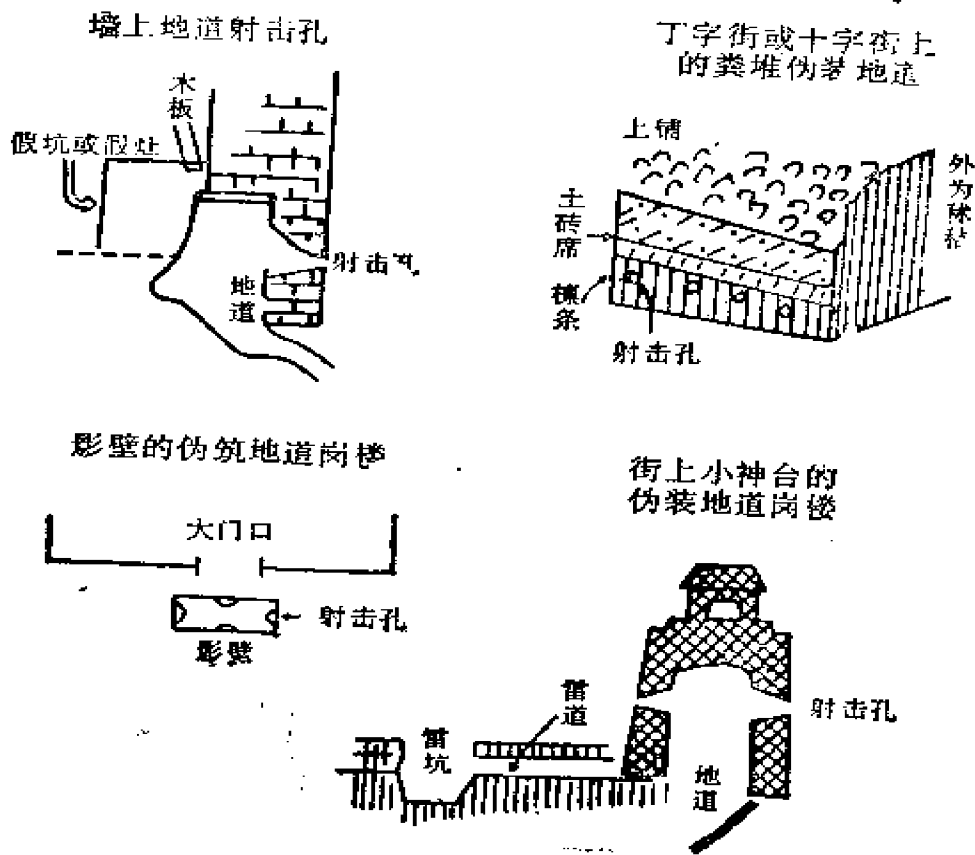 墙上地道射击孔
木板
假坑或假灶
射击孔
地道
丁字街或十字街上
的粪堆伪装地道
上铺
土砖席
檩条
射击孔
外为秫秸
影壁的伪筑地道岗楼
大门口
射击孔
影壁
街上小神台的
伪装地道岗楼
雷坑
雷道
射击孔
地道